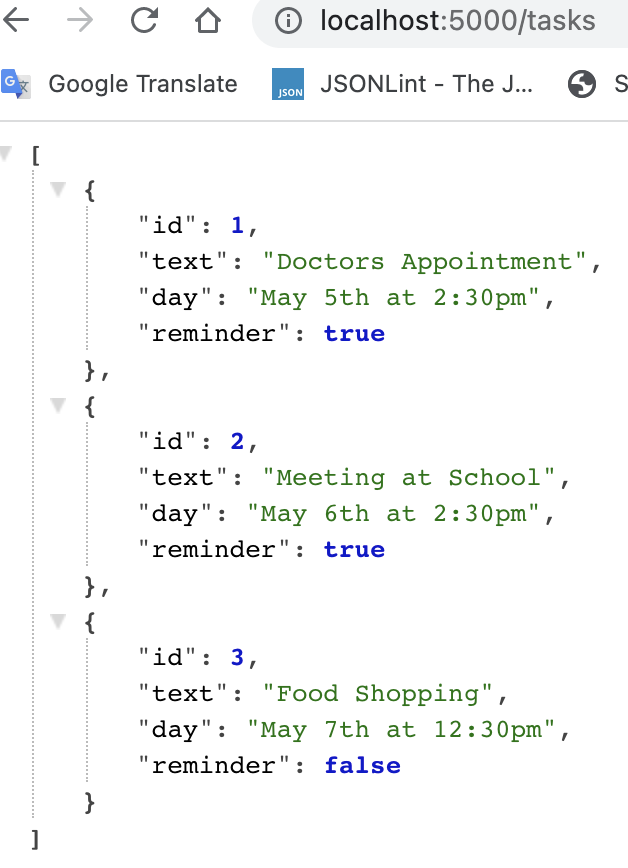 localhost:5000/tasks
Google Translate JSON JSONLint - The J... S
[
{
"id": 1,
"text": "Doctors Appointment",
"day": "May 5th at 2:30pm",
"reminder": true
},
{
"id": 2,
"text": "Meeting at School",
"day": "May 6th at 2:30pm",
"reminder": true
},
{
"id": 3,
"text": "Food Shopping",
"day": "May 7th at 12:30pm",
"reminder": false
}
]